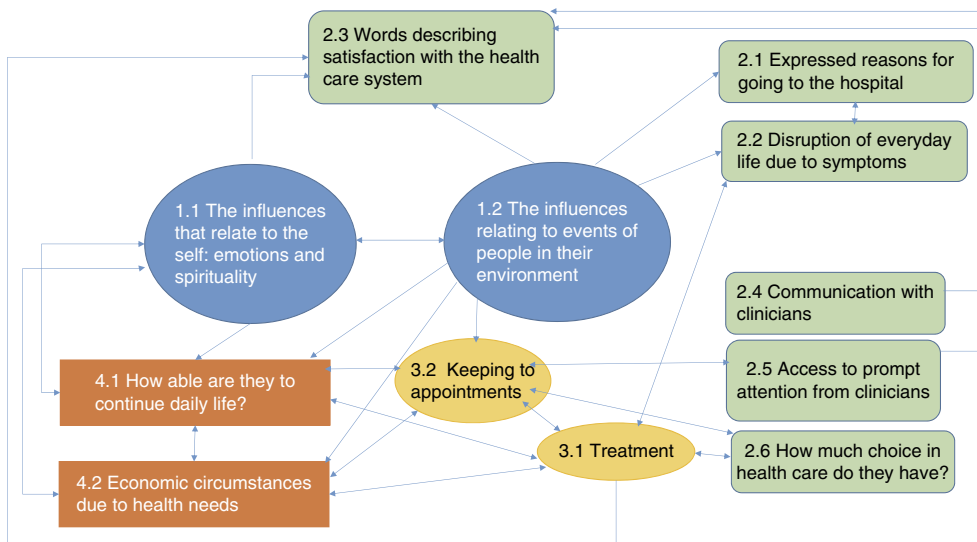 2.3 Words describing
satisfaction with the health
care system
2.1 Expressed reasons for
going to the hospital
2.2 Disruption of everyday
life due to symptoms
1.1 The influences
that relate to the
self: emotions and
spirituality
1.2 The influences
relating to events of
people in their
environment
2.4 Communication with
clinicians
2.5 Access to prompt
attention from clinicians
3.2 Keeping to
appointments
4.1 How able are they to
continue daily life?
3.1 Treatment
2.6 How much choice in
health care do they have?
4.2 Economic circumstances
due to health needs